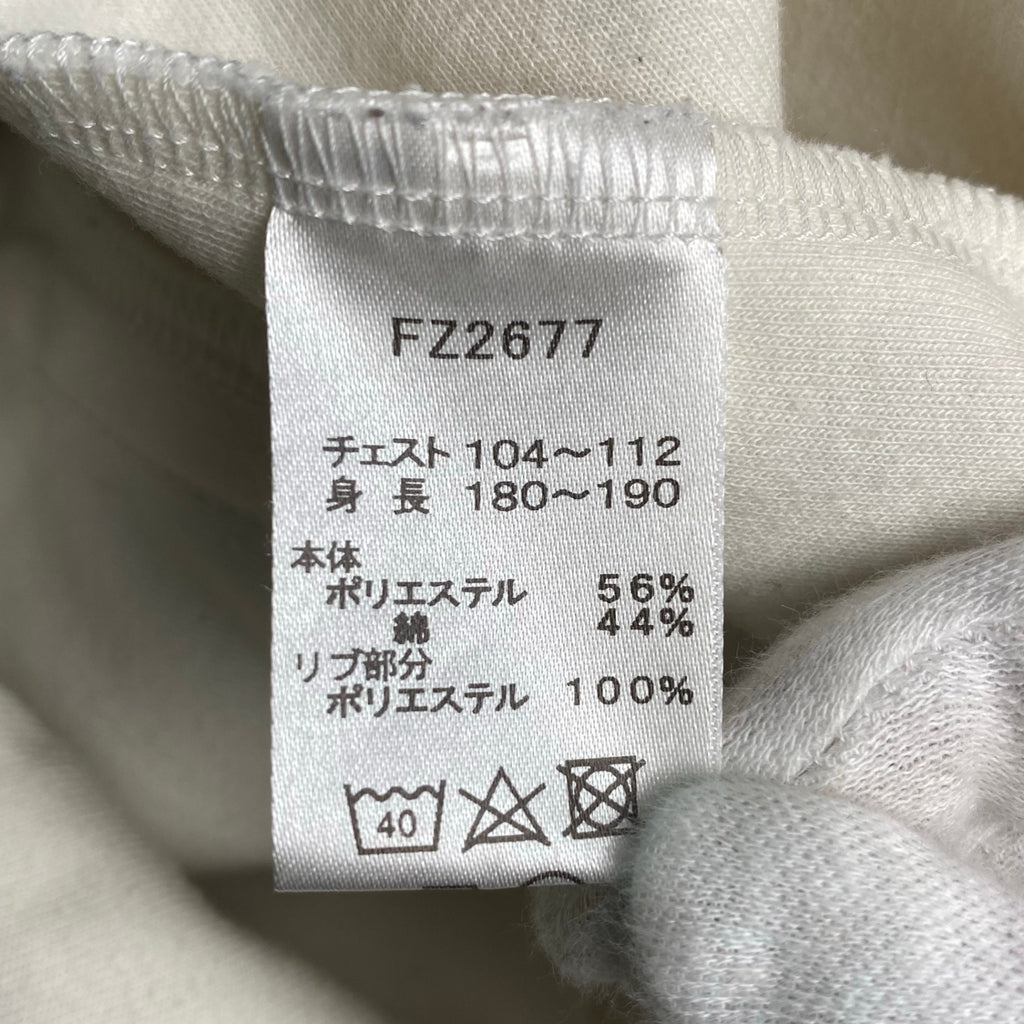 FZ2677
チェスト 104～112
身長 180～190
本体
ポリエステル 56%
綿 44%
リブ部分
ポリエステル 100%
40